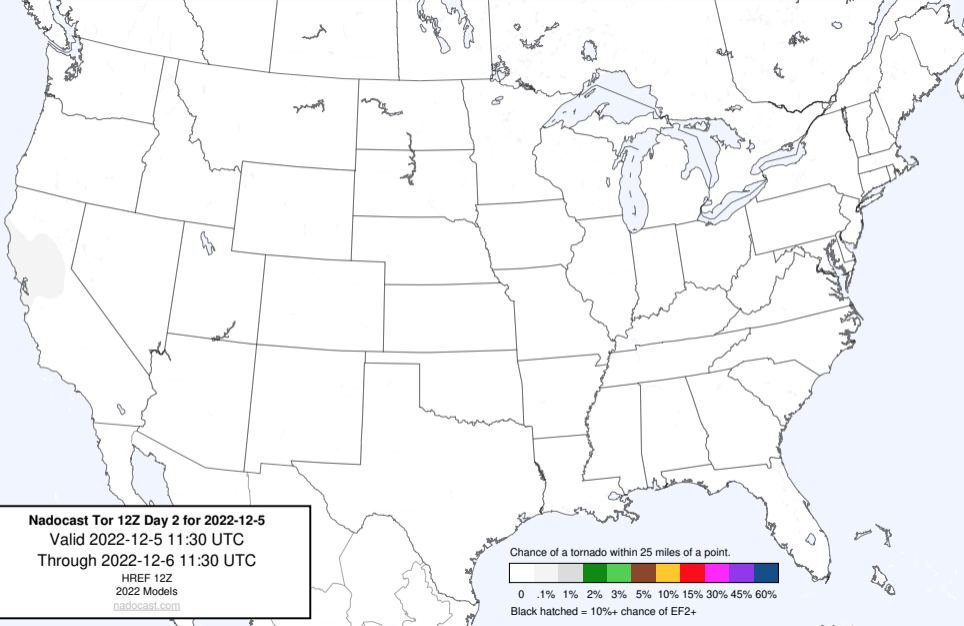 Nadocast Tor 12Z Day 2 for 2022-12-5
Valid 2022-12-5 11:30 UTC
Through 2022-12-6 11:30 UTC
HREF 12Z
2022 Models
nadocast.com
Chance of a tornado within 25 miles of a point.
0 .1% 1% 2% 3% 5% 10% 15% 30% 45% 60%
Black hatched = 10%+ chance of EF2+